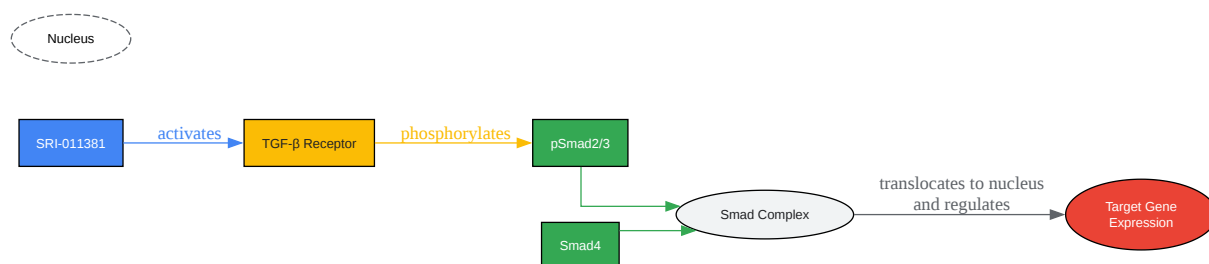 Nucleus
SRI-011381
activates
TGF-β Receptor
phosphorylates
pSmad2/3
Smad4
Smad Complex
translocates to nucleus
and regulates
Target Gene
Expression